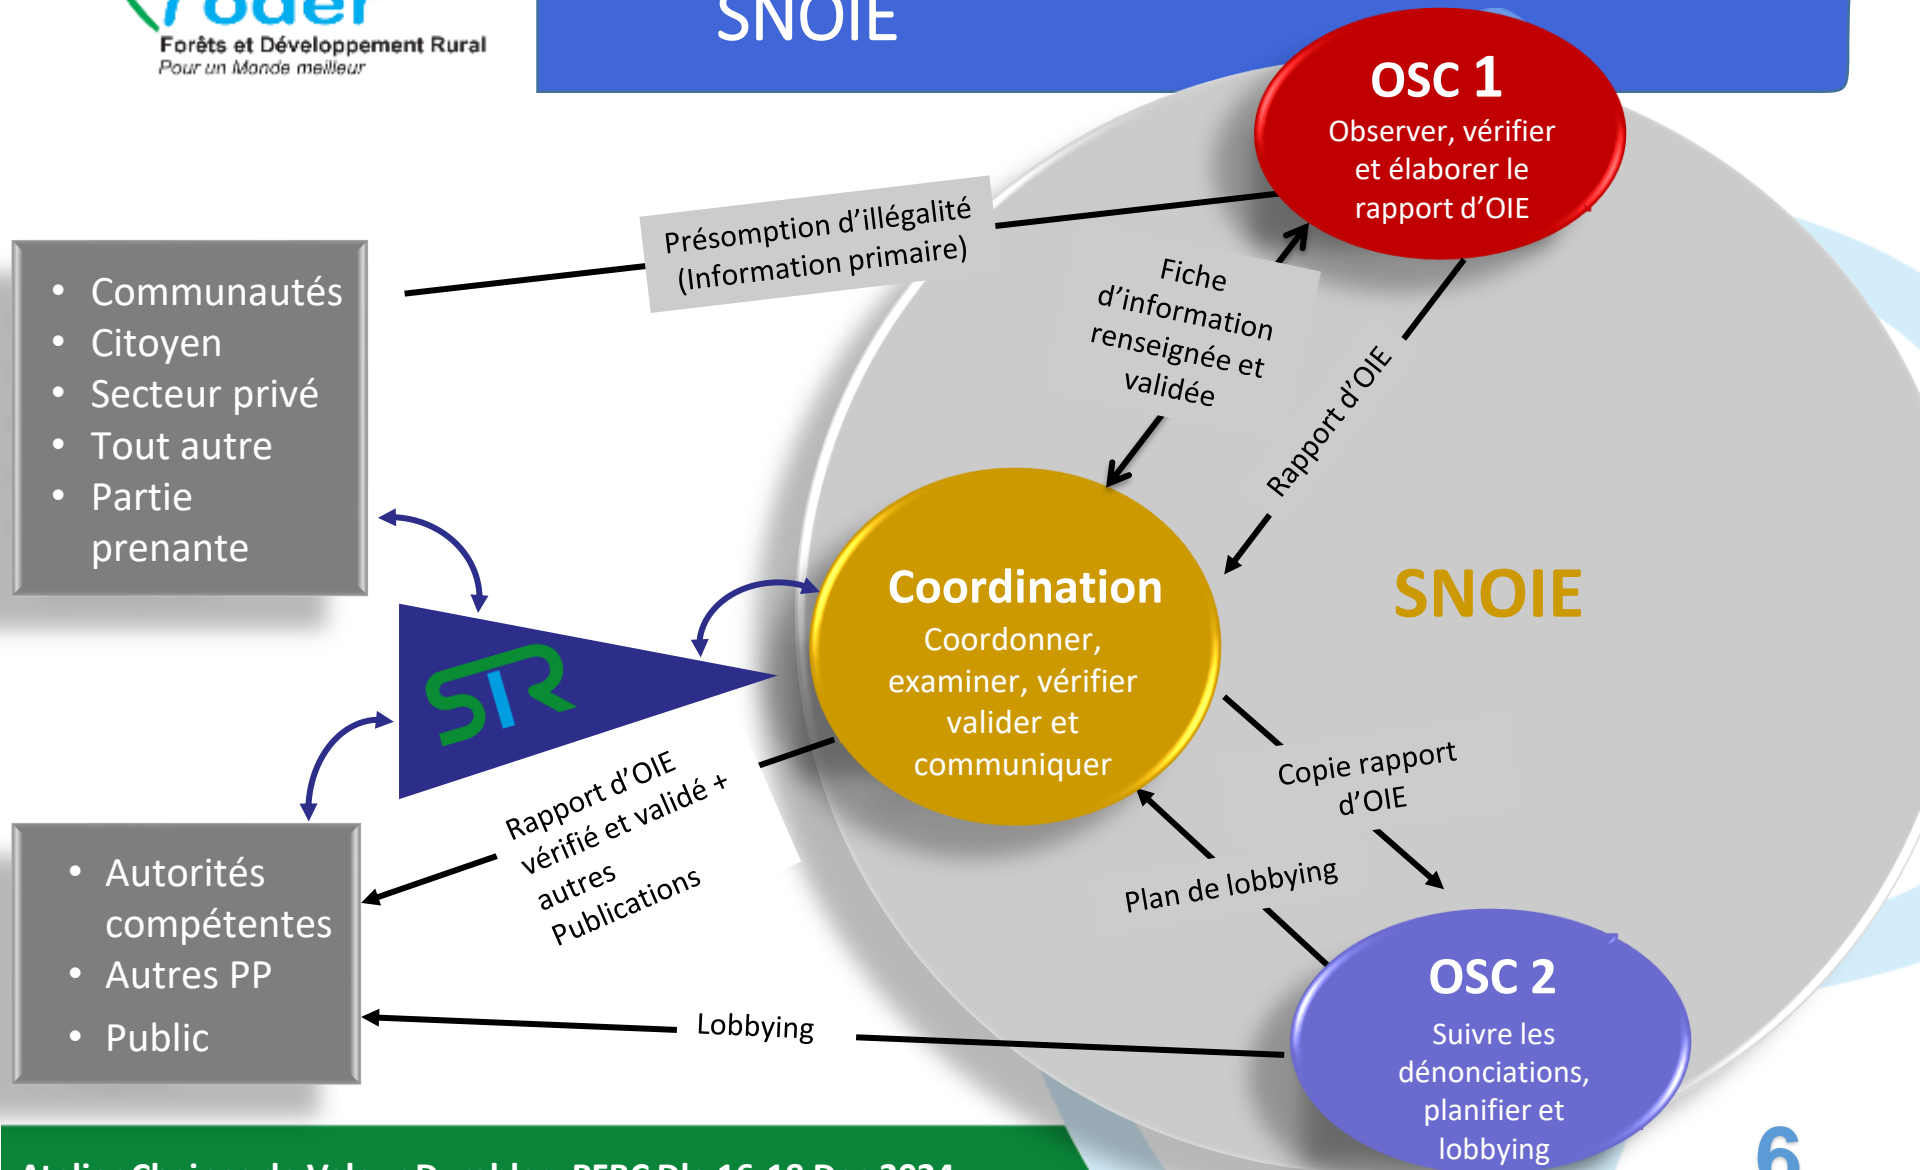 Foder
Forêts et Développement Rural
Pour un Monde meilleur
SNOIE
OSC 1
Observer, vérifier
et élaborer le
rapport d'OIE
Présomption d'illégalité
(Information primaire)
Fiche
d'information
renseignée et
validée
Rapport d'OIE
• Communautés
• Citoyen
• Secteur privé
• Tout autre
• Partie
prenante
Coordination
Coordonner,
examiner, vérifier
valider et
communiquer
SNOIE
STR
Rapport d'OIE
vérifié et validé +
autres
Publications
Copie rapport
d'OIE
Plan de lobbying
• Autorités
compétentes
• Autres PP
• Public
Lobbying
OSC 2
Suivre les
dénonciations,
planifier et
lobbying
6